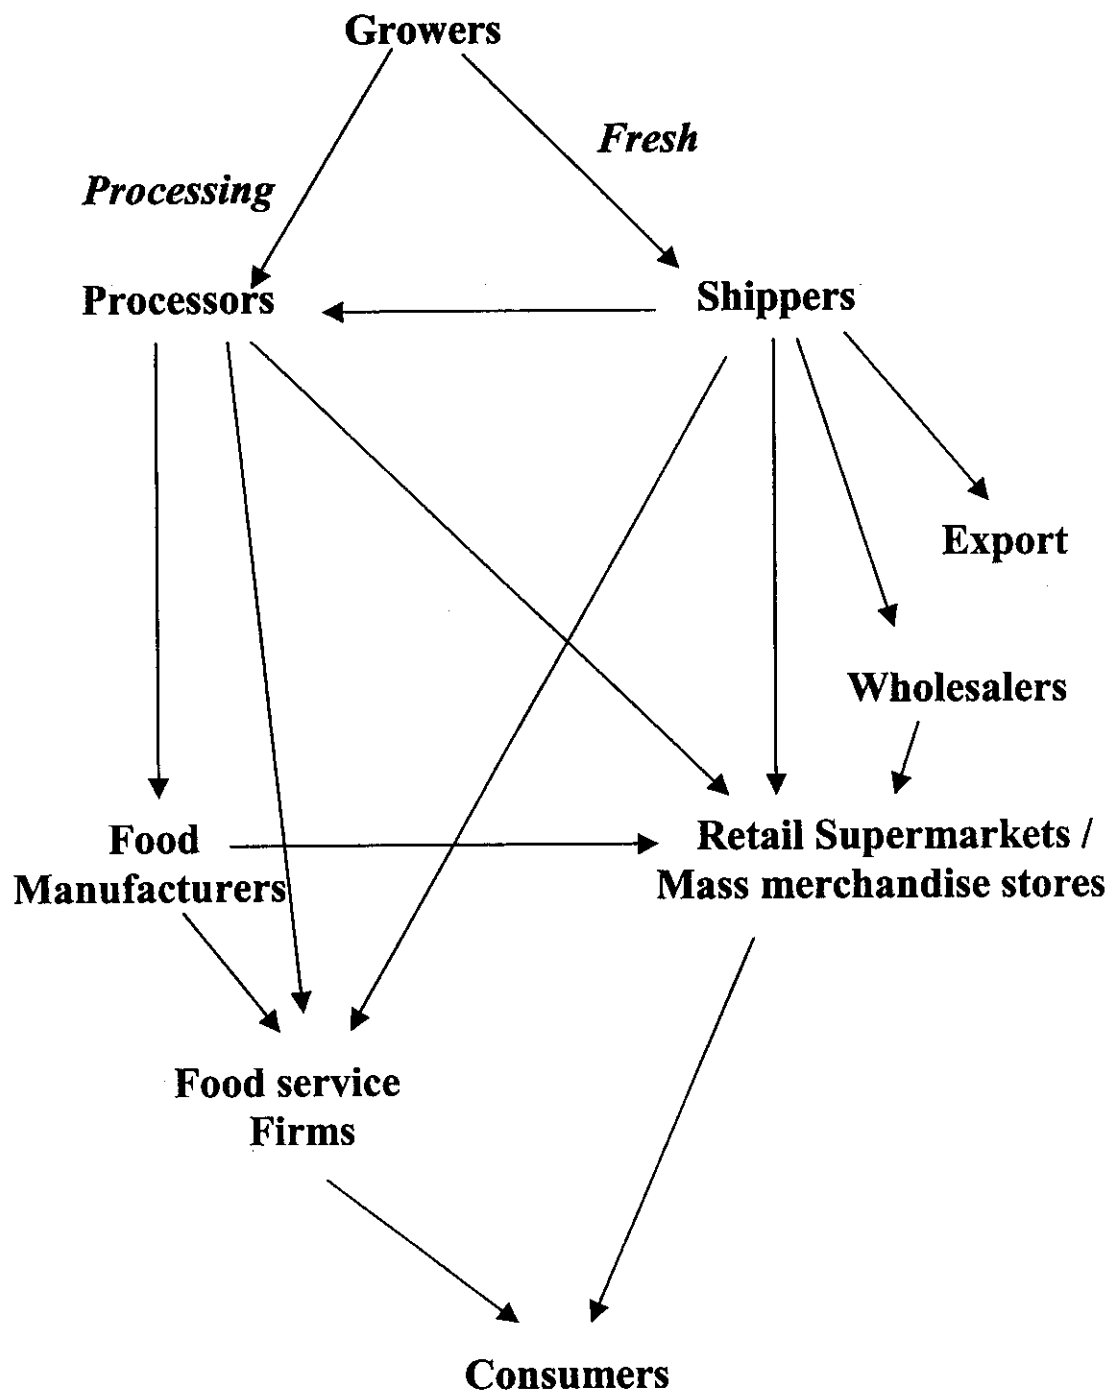 Growers
Fresh
Processing
Processors
Shippers
Export
Wholesalers
Food
Manufacturers
Retail Supermarkets /
Mass merchandise stores
Food service
Firms
Consumers